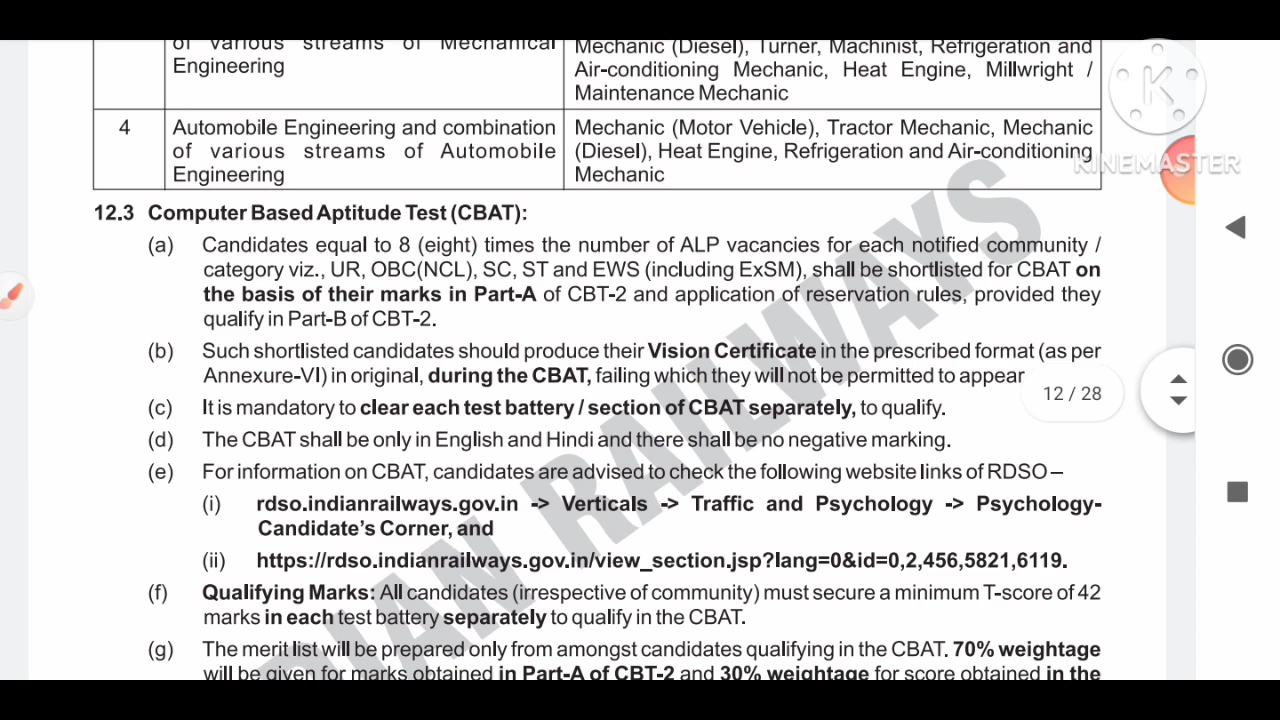 of various streams of Mechanical
Engineering
Mechanic (Diesel), Turner, Machinist, Refrigeration and
Air-conditioning Mechanic, Heat Engine, Millwright /
Maintenance Mechanic
4
Automobile Engineering and combination
of various streams of Automobile
Engineering
Mechanic (Motor Vehicle), Tractor Mechanic, Mechanic
(Diesel), Heat Engine, Refrigeration and Air-conditioning
Mechanic
12.3 Computer Based Aptitude Test (CBAT):
(a) Candidates equal to 8 (eight) times the number of ALP vacancies for each notified community /
category viz., UR, OBC(NCL), SC, ST and EWS (including ExSM), shall be shortlisted for CBAT on
the basis of their marks in Part-A of CBT-2 and application of reservation rules, provided they
qualify in Part-B of CBT-2.
(b) Such shortlisted candidates should produce their Vision Certificate in the prescribed format (as per
Annexure-VI) in original, during the CBAT, failing which they will not be permitted to appear
(c) It is mandatory to clear each test battery / section of CBAT separately, to qualify.
(d) The CBAT shall be only in English and Hindi and there shall be no negative marking.
(e) For information on CBAT, candidates are advised to check the following website links of RDSO –
(i) rdso.indianrailways.gov.in -> Verticals -> Traffic and Psychology -> Psychology-
Candidate's Corner, and
(ii) https://rdso.indianrailways.gov.in/view_section.jsp?lang=0&id=0,2,456,5821,6119.
(f) Qualifying Marks: All candidates (irrespective of community) must secure a minimum T-score of 42
marks in each test battery separately to qualify in the CBAT.
(g) The merit list will be prepared only from amongst candidates qualifying in the CBAT. 70% weightage
will be given for marks obtained in Part-A of CBT-2 and 30% weightage for score obtained in the
12 / 28
K
KINEMASTER
DIAN RAILWAYS